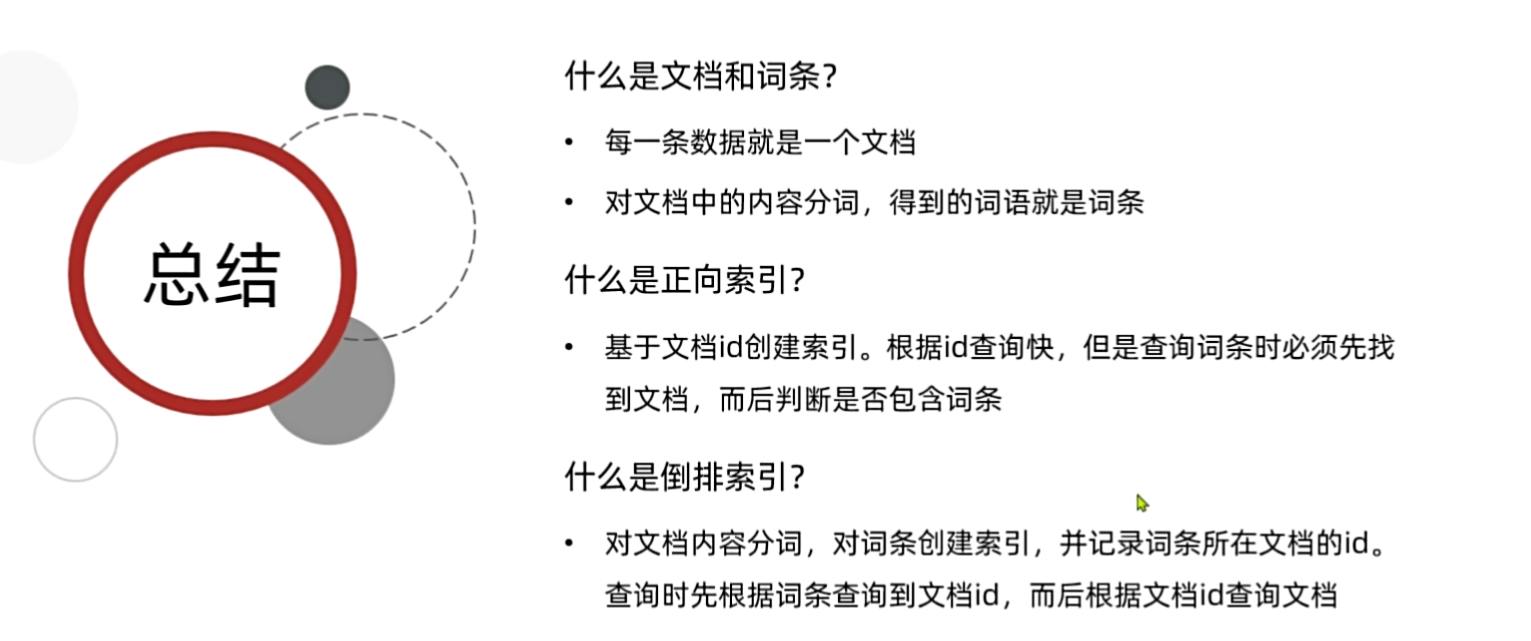 总结
什么是文档和词条?
• 每一条数据就是一个文档
• 对文档中的内容分词，得到的词语就是词条
什么是正向索引?
• 基于文档id创建索引。根据id查询快，但是查询词条时必须先找
到文档，而后判断是否包含词条
什么是倒排索引?
• 对文档内容分词，对词条创建索引，并记录词条所在文档的id。
查询时先根据词条查询到文档id，而后根据文档id查询文档